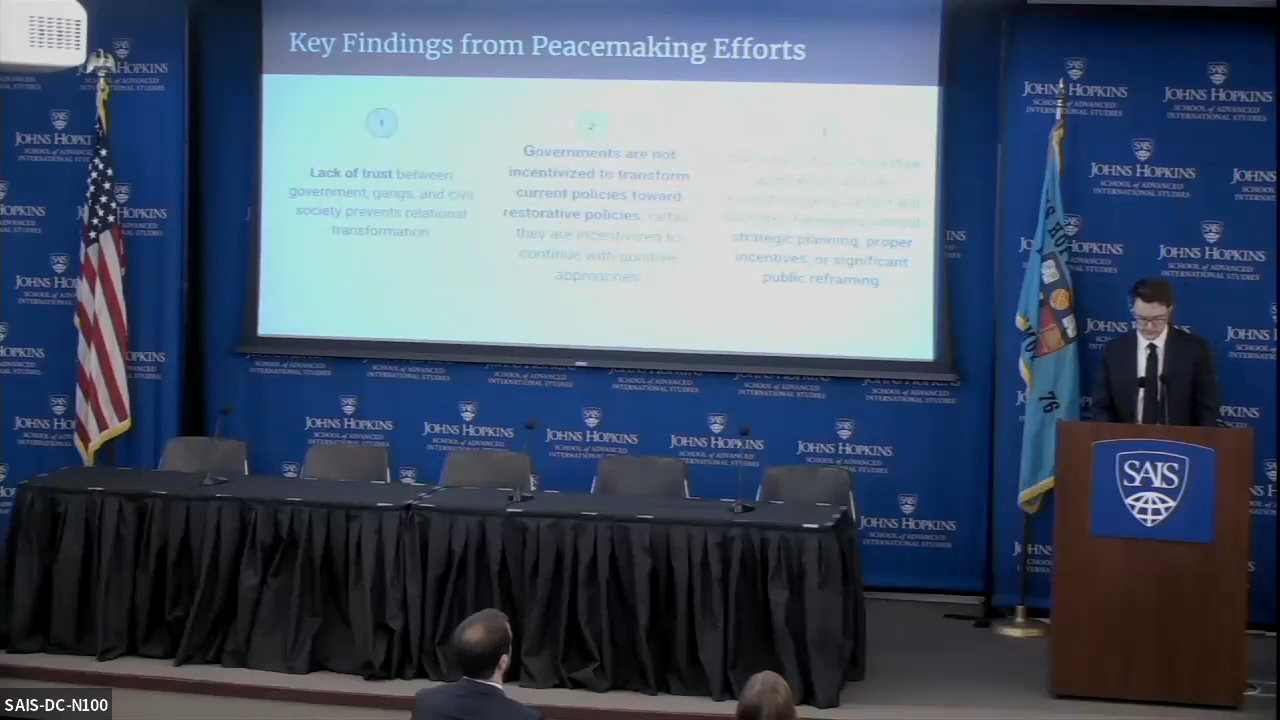 Key Findings from Peacemaking Efforts
1
Lack of trust between
government, gangs, and civil
society prevents relational
transformation
2
Governments are not
incentivized to transform
current policies toward
restorative policies, rather
they are incentivized to
continue with punitive
approaches
strategic planning, proper
incentives, or significant
public reframing
SAIS
JOHNS HOPKINS
SCHOOL of ADVANCED
INTERNATIONAL STUDIES
76
SAIS
SAIS-DC-N100